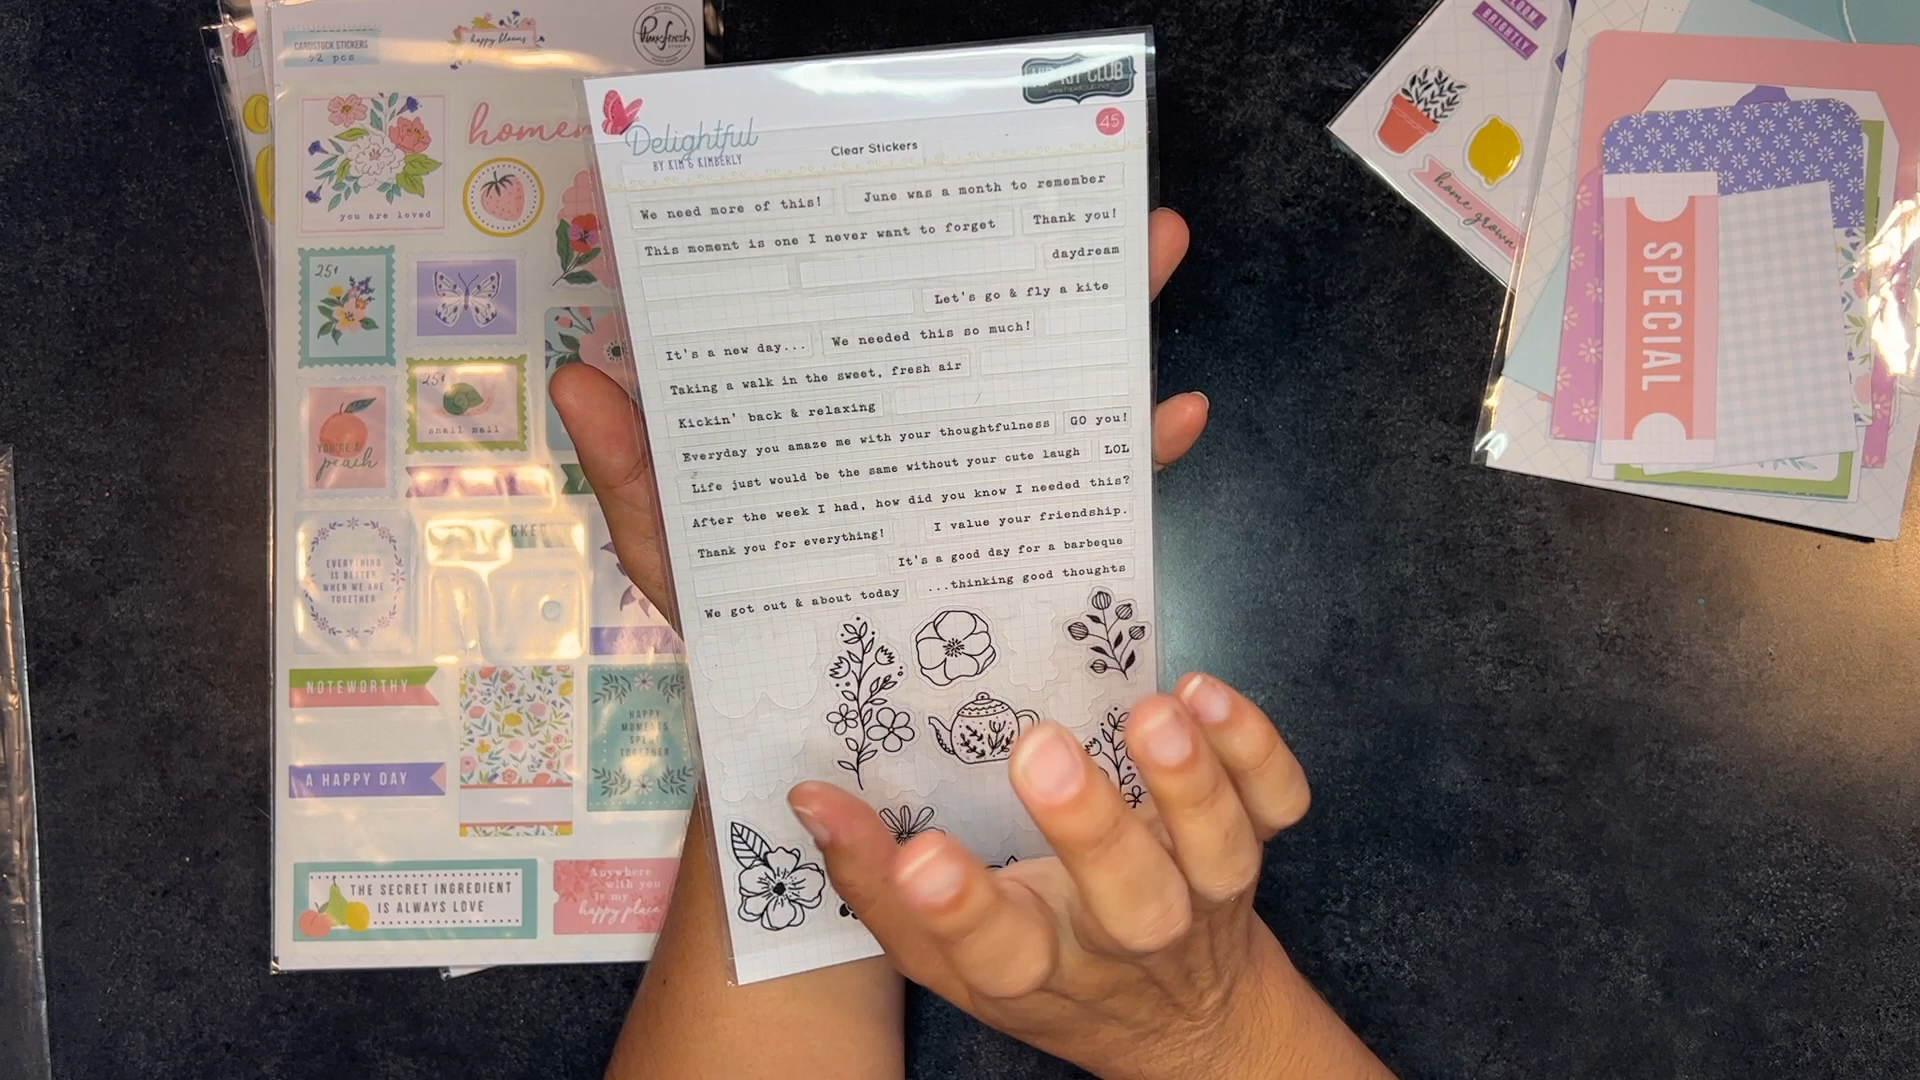 CARDSTOCK STICKERS
happy blooms
Pinkfresh
STUDIO
you are loved
25¢
25¢
snail mail
YOU'RE A
peach
EVERYTHING
IS BETTER
WHEN WE ARE
TOGETHER
NOTEWORTHY
A HAPPY DAY
HAPPY
MOMENTS
SPENT
TOGETHER
THE SECRET INGREDIENT
IS ALWAYS LOVE
Anywhere
with you
is my
happy place
HIP KIT CLUB
45
Delightful
BY KIM & KIMBERLY
Clear Stickers
We need more of this!
June was a month to remember
This moment is one I never want to forget
Thank you!
daydream
Let's go & fly a kite
It's a new day...
We needed this so much!
Taking a walk in the sweet, fresh air
Kickin' back & relaxing
Everyday you amaze me with your thoughtfulness
GO you!
Life just would be the same without your cute laugh
LOL
After the week I had, how did you know I needed this?
Thank you for everything!
I value your friendship.
It's a good day for a barbeque
We got out & about today
...thinking good thoughts
BRIGHTLY
home grown
SPECIAL